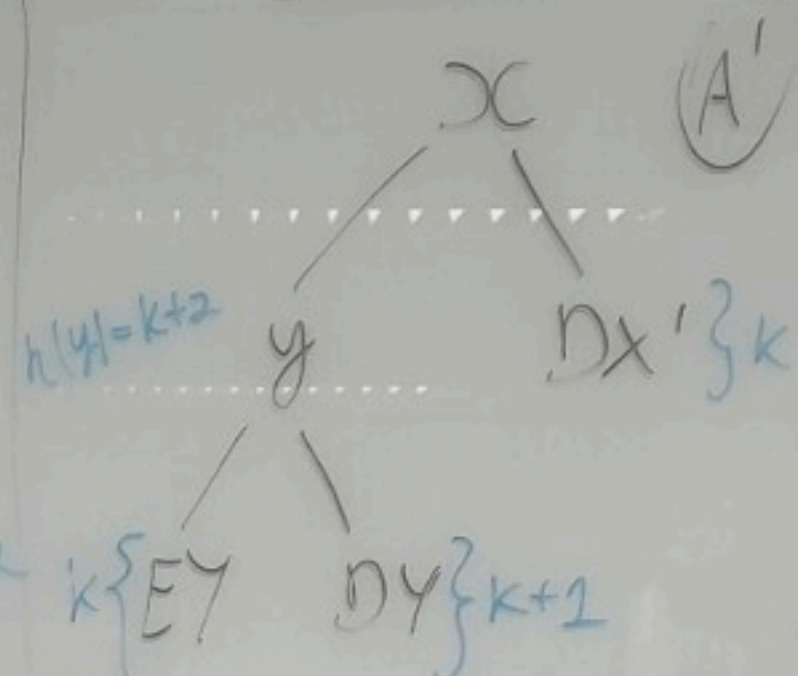 x
A'
h(y)=k+2
y
DX' } k
k { EY
DY } k+1